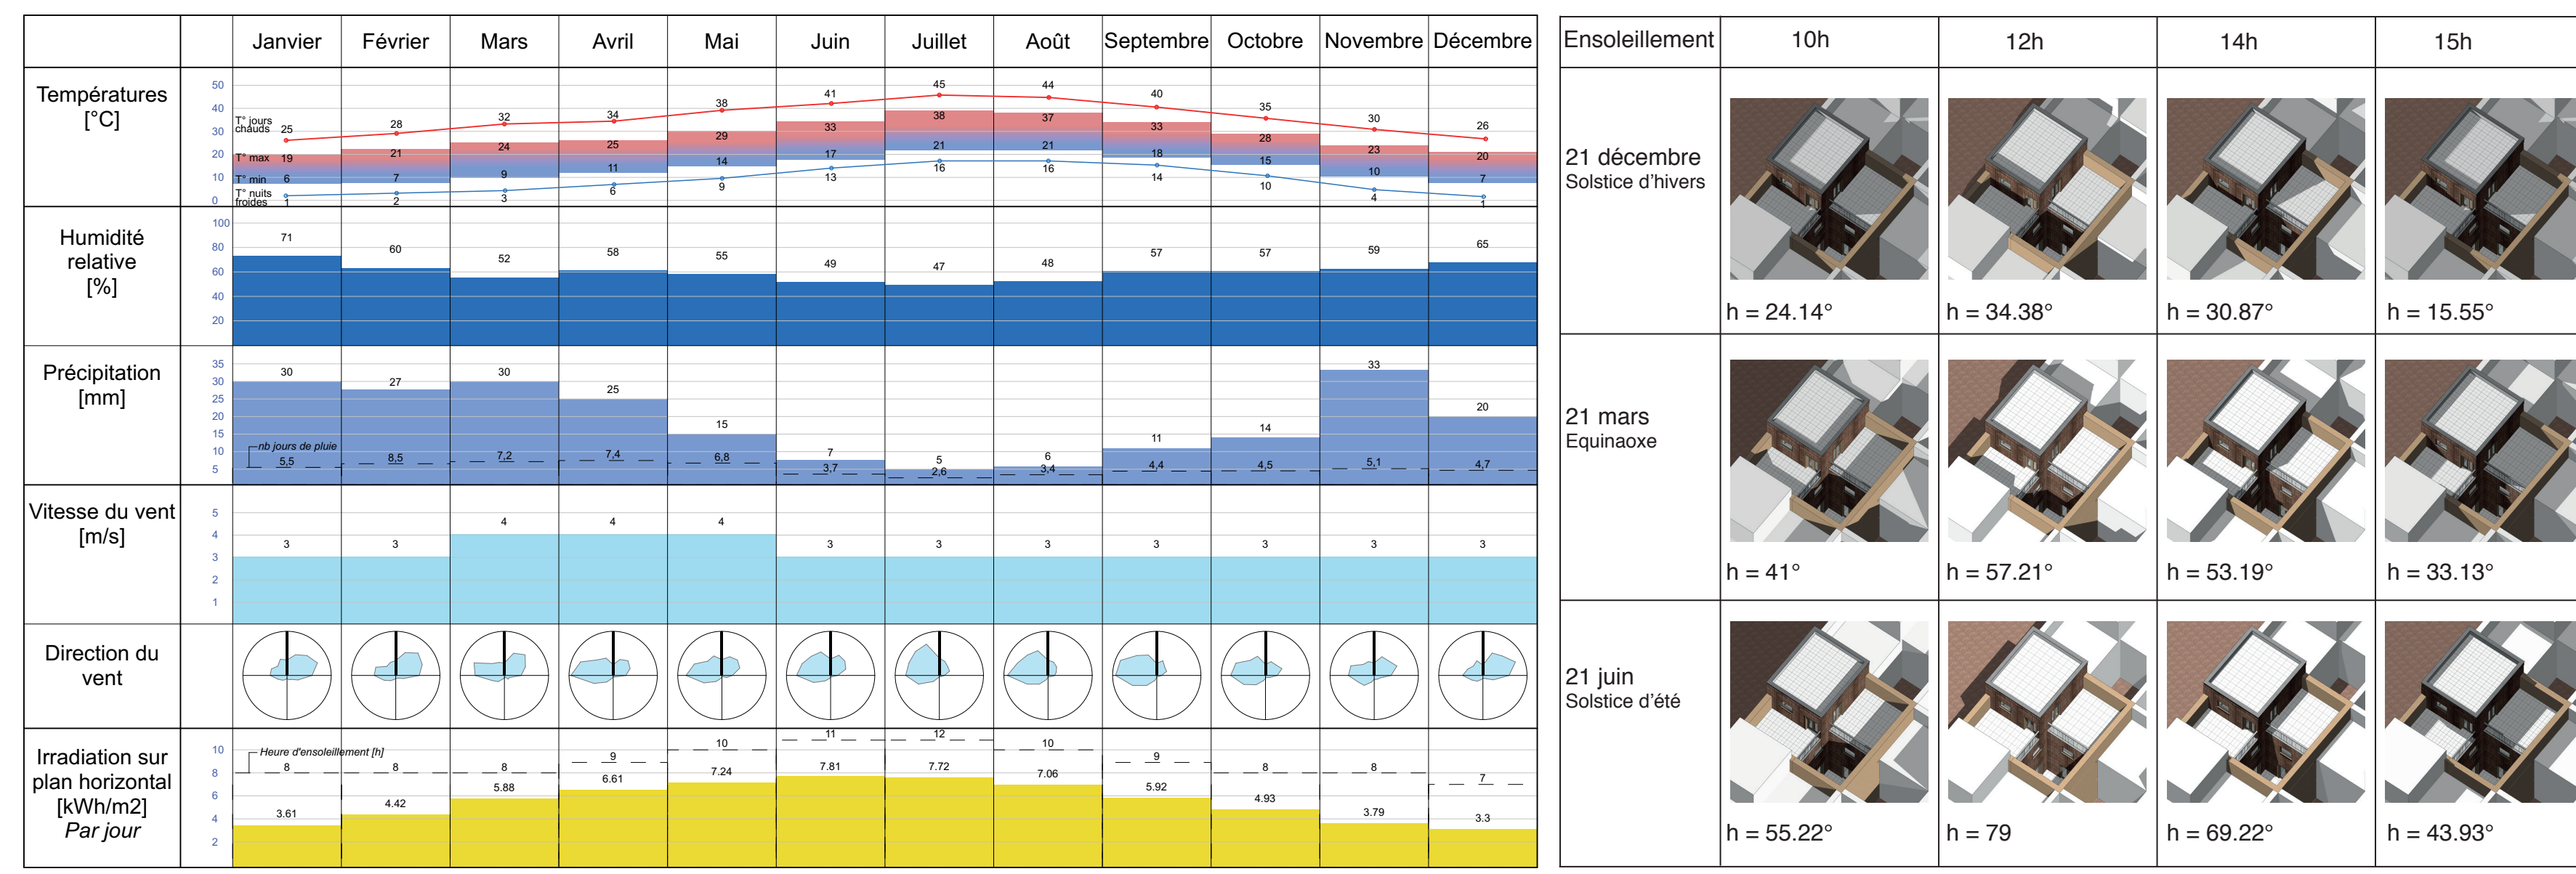 Janvier Février Mars Avril Mai Juin Juillet Août Septembre Octobre Novembre Décembre
Températures
[°C]
50
40
30
20
10
0
T° jours
chauds
T° max
T° min
T° nuits
froides
25 28 32 34 38 41 45 44 40 35 30 26
19 21 24 25 29 33 38 37 33 28 23 20
6 7 9 11 14 17 21 21 18 15 10 7
1 2 3 6 9 13 16 16 14 10 4 1
Humidité
relative
[%]
100
80
60
40
20
71 60 52 58 55 49 47 48 57 57 59 65
Précipitation
[mm]
35
30
25
20
15
10
5
30 27 30 25 15 7 5 6 11 14 33 20
nb jours de pluie
5,5 8,5 7,2 7,4 6,8 3,7 2,6 3,4 4,4 4,5 5,1 4,7
Vitesse du vent
[m/s]
5
4
3
2
1
3 3 4 4 4 3 3 3 3 3 3 3
Direction du
vent
Irradiation sur
plan horizontal
[kWh/m2]
Par jour
10
8
6
4
2
Heure d'ensoleillement [h]
8 8 8 9 10 11 12 10 9 8 8 7
3.61 4.42 5.88 6.61 7.24 7.81 7.72 7.06 5.92 4.93 3.79 3.3
Ensoleillement 10h 12h 14h 15h
21 décembre
Solstice d'hivers
h = 24.14° h = 34.38° h = 30.87° h = 15.55°
21 mars
Equinaoxe
h = 41° h = 57.21° h = 53.19° h = 33.13°
21 juin
Solstice d'été
h = 55.22° h = 79 h = 69.22° h = 43.93°